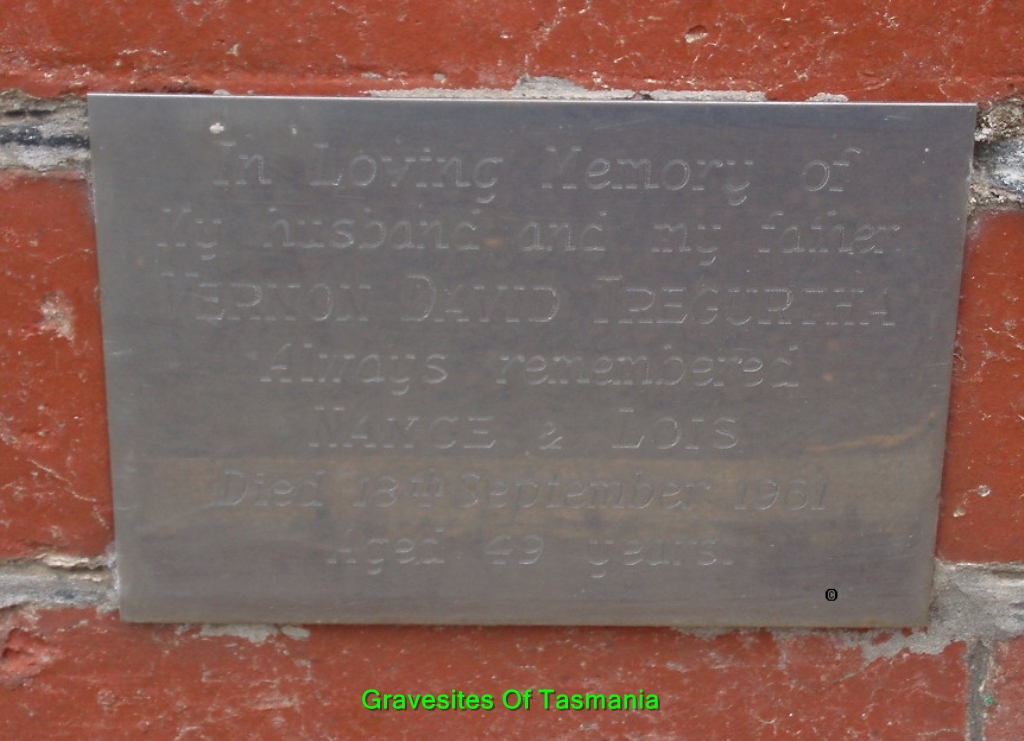 In Loving Memory of
My husband and my father
VERNON DAVID TREGURTHA
Always remembered
NANCE & LOIS
Died 18th September 1981
Aged 49 years.
©
Gravesites Of Tasmania